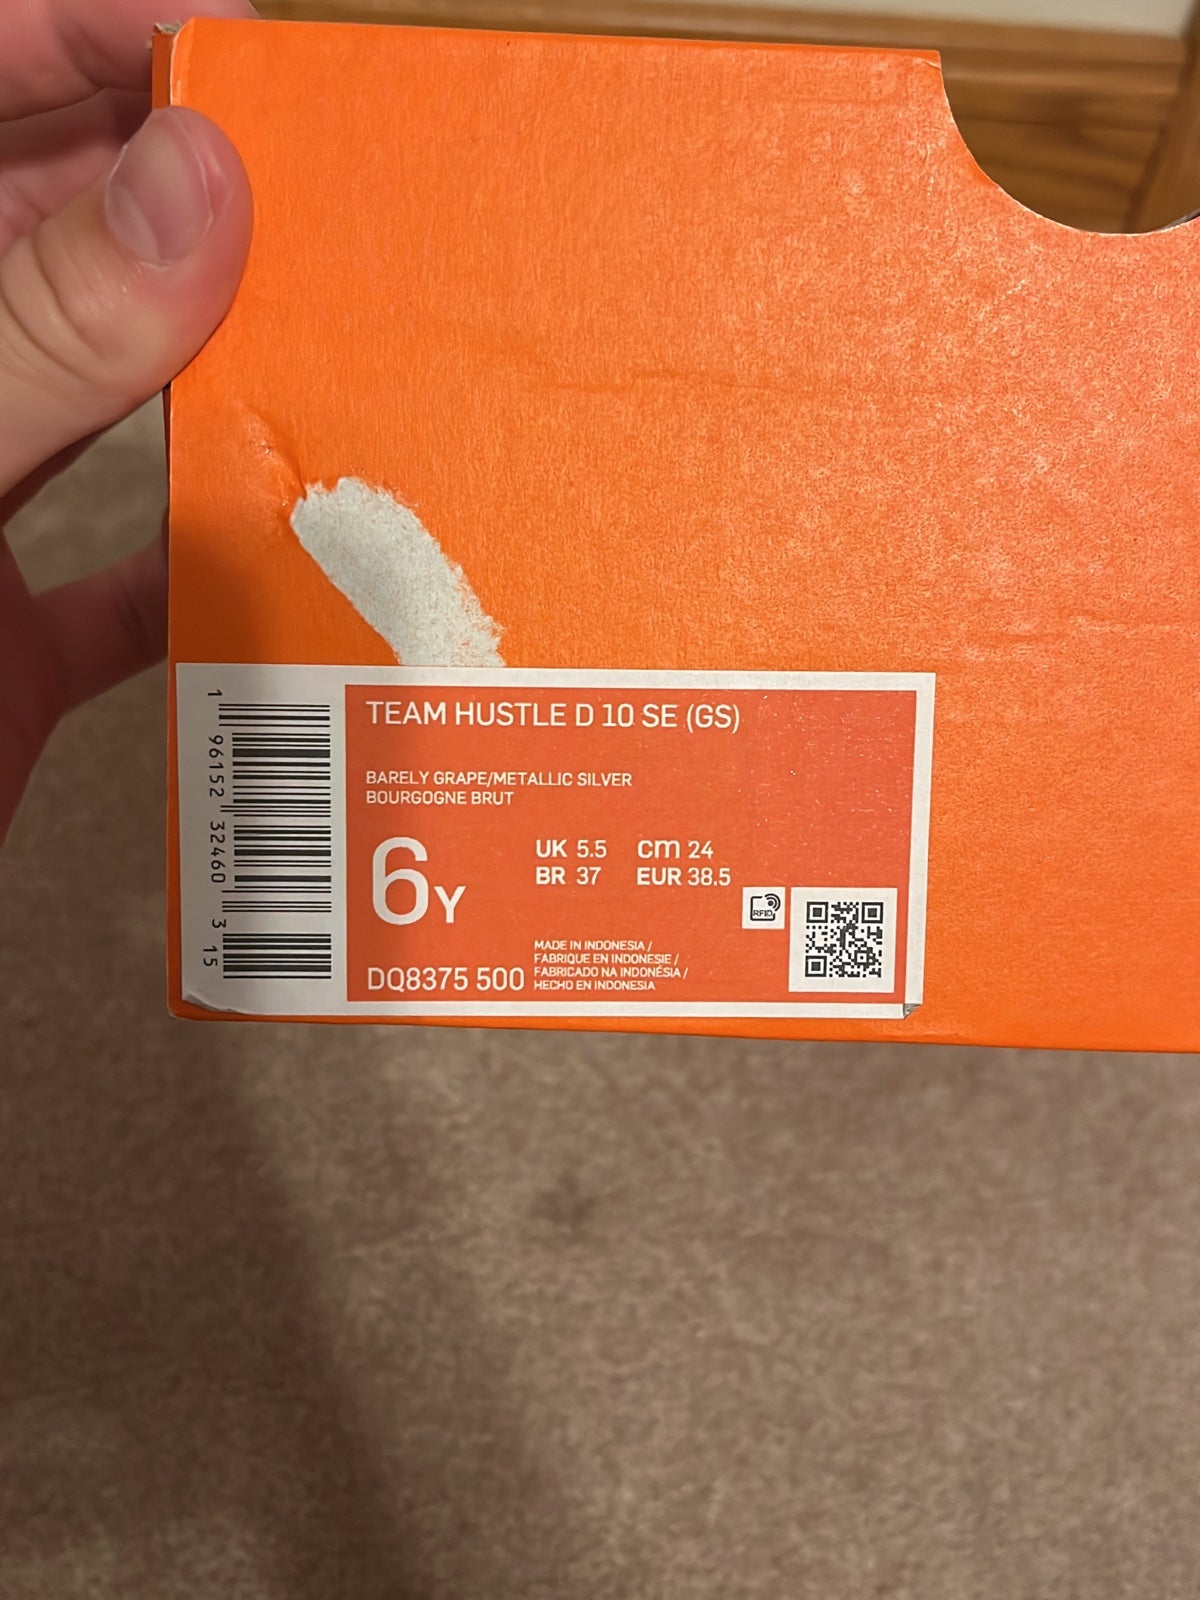 TEAM HUSTLE D 10 SE (GS)
BARELY GRAPE/METALLIC SILVER
BOURGOGNE BRUT
6Y
UK 5.5 cm 24
BR 37 EUR 38.5
DQ8375 500
MADE IN INDONESIA /
FABRIQUE EN INDONESIE /
FABRICADO NA INDONÉSIA /
HECHO EN INDONESIA
RFID
1 96152 32460 3 15